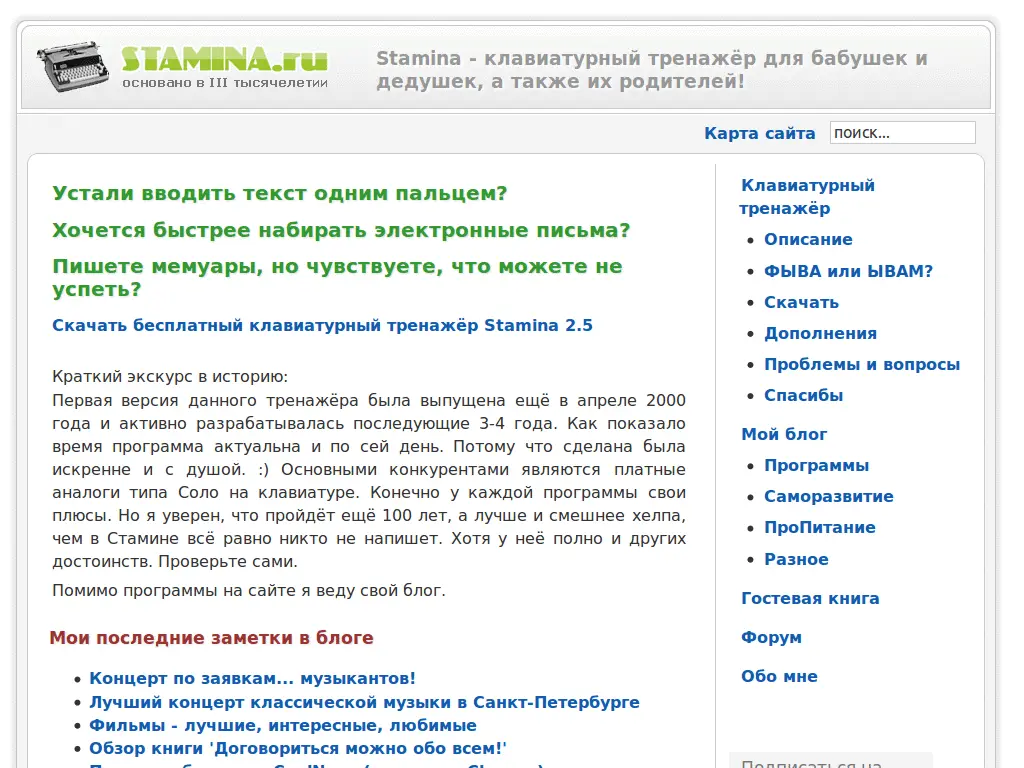 STAMINA.ru
основано в III тысячелетии
Stamina - клавиатурный тренажёр для бабушек и
дедушек, а также их родителей!
Карта сайта
поиск...
Устали вводить текст одним пальцем?
Хочется быстрее набирать электронные письма?
Пишете мемуары, но чувствуете, что можете не
успеть?
Скачать бесплатный клавиатурный тренажёр Stamina 2.5
Краткий экскурс в историю:
Первая версия данного тренажёра была выпущена ещё в апреле 2000
года и активно разрабатывалась последующие 3-4 года. Как показало
время программа актуальна и по сей день. Потому что сделана была
искренне и с душой. :) Основными конкурентами являются платные
аналоги типа Соло на клавиатуре. Конечно у каждой программы свои
плюсы. Но я уверен, что пройдёт ещё 100 лет, а лучше и смешнее хелпа,
чем в Стамине всё равно никто не напишет. Хотя у неё полно и других
достоинств. Проверьте сами.
Помимо программы на сайте я веду свой блог.
Мои последние заметки в блоге
Концерт по заявкам... музыкантов!
Лучший концерт классической музыки в Санкт-Петербурге
Фильмы - лучшие, интересные, любимые
Обзор книги 'Договориться можно обо всем!'
Клавиатурный
тренажёр
Описание
ФЫВА или ЫВАМ?
Скачать
Дополнения
Проблемы и вопросы
Спасибы
Мой блог
Программы
Саморазвитие
ПроПитание
Разное
Гостевая книга
Форум
Обо мне
Подписаться на